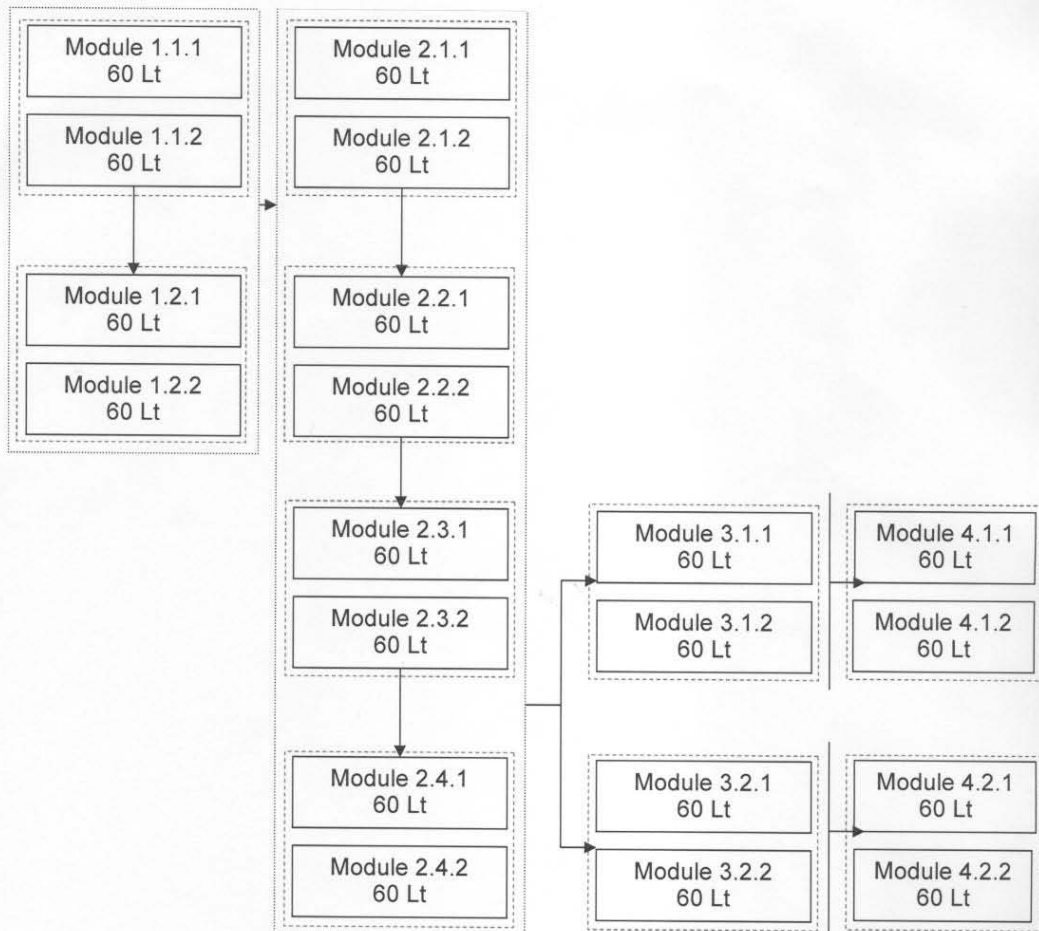 Module 1.1.1
60 Lt
Module 1.1.2
60 Lt
Module 1.2.1
60 Lt
Module 1.2.2
60 Lt
Module 2.1.1
60 Lt
Module 2.1.2
60 Lt
Module 2.2.1
60 Lt
Module 2.2.2
60 Lt
Module 2.3.1
60 Lt
Module 2.3.2
60 Lt
Module 2.4.1
60 Lt
Module 2.4.2
60 Lt
Module 3.1.1
60 Lt
Module 3.1.2
60 Lt
Module 3.2.1
60 Lt
Module 3.2.2
60 Lt
Module 4.1.1
60 Lt
Module 4.1.2
60 Lt
Module 4.2.1
60 Lt
Module 4.2.2
60 Lt